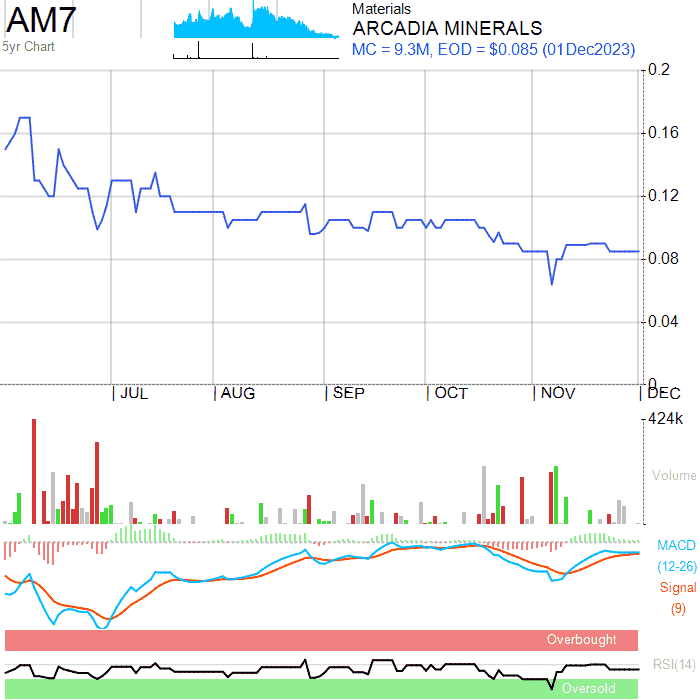 AM7
5yr Chart
Materials
ARCADIA MINERALS
MC = 9.3M, EOD = $0.085 (01Dec2023)
0.2
0.16
0.12
0.08
0.04
0
JUL AUG SEP OCT NOV DEC
424k
Volume
MACD
(12-26)
Signal
(9)
Overbought
RSI(14)
Oversold